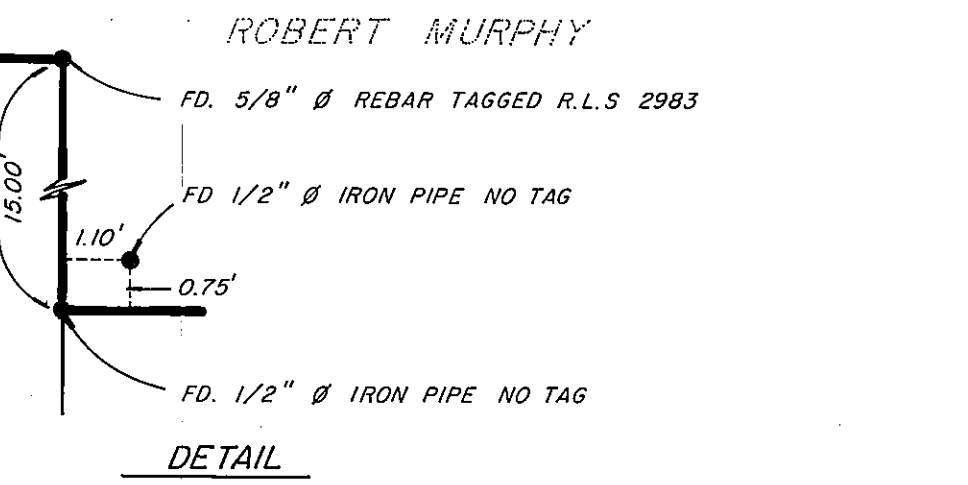 ROBERT MURPHY
FD. 5/8" Ø REBAR TAGGED R.L.S 2983
15.00'
FD 1/2" Ø IRON PIPE NO TAG
1.10'
0.75'
FD. 1/2" Ø IRON PIPE NO TAG
DETAIL